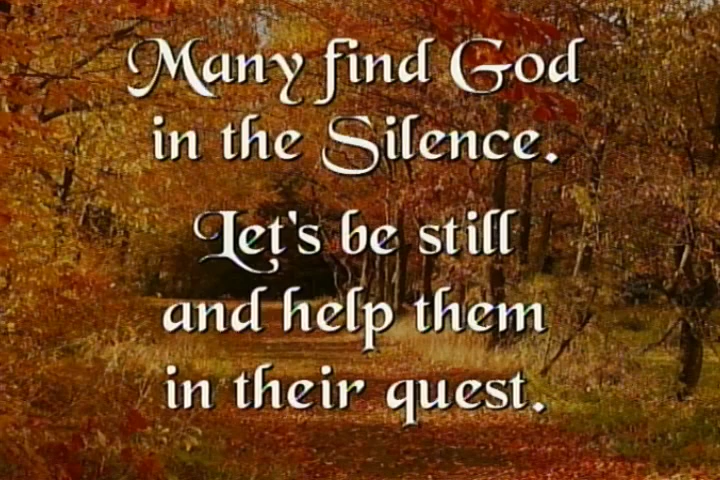 Many find God
in the Silence.
Let's be still
and help them
in their quest.